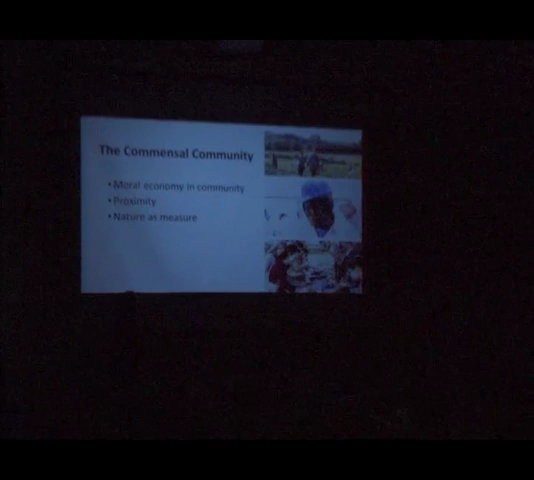 The Commensal Community
• Moral economy in community
• Proximity
• Nature as measure